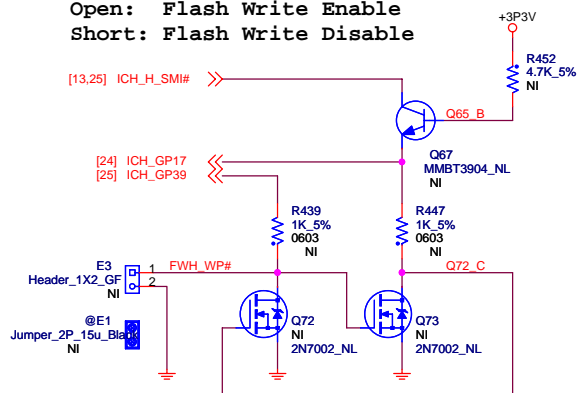 Open:  Flash Write Enable
Short: Flash Write Disable
+3P3V
R452
4.7K_5%
NI
[13,25] ICH_H_SMI#
Q65_B
Q67
MMBT3904_NL
NI
[24] ICH_GP17
[25] ICH_GP39
R439
1K_5%
0603
NI
R447
1K_5%
0603
NI
E3
Header_1X2_GF
NI
1
2
FWH_WP#
Q72_C
@E1
Jumper_2P_15u_Black
NI
Q72
NI
2N7002_NL
Q73
NI
2N7002_NL